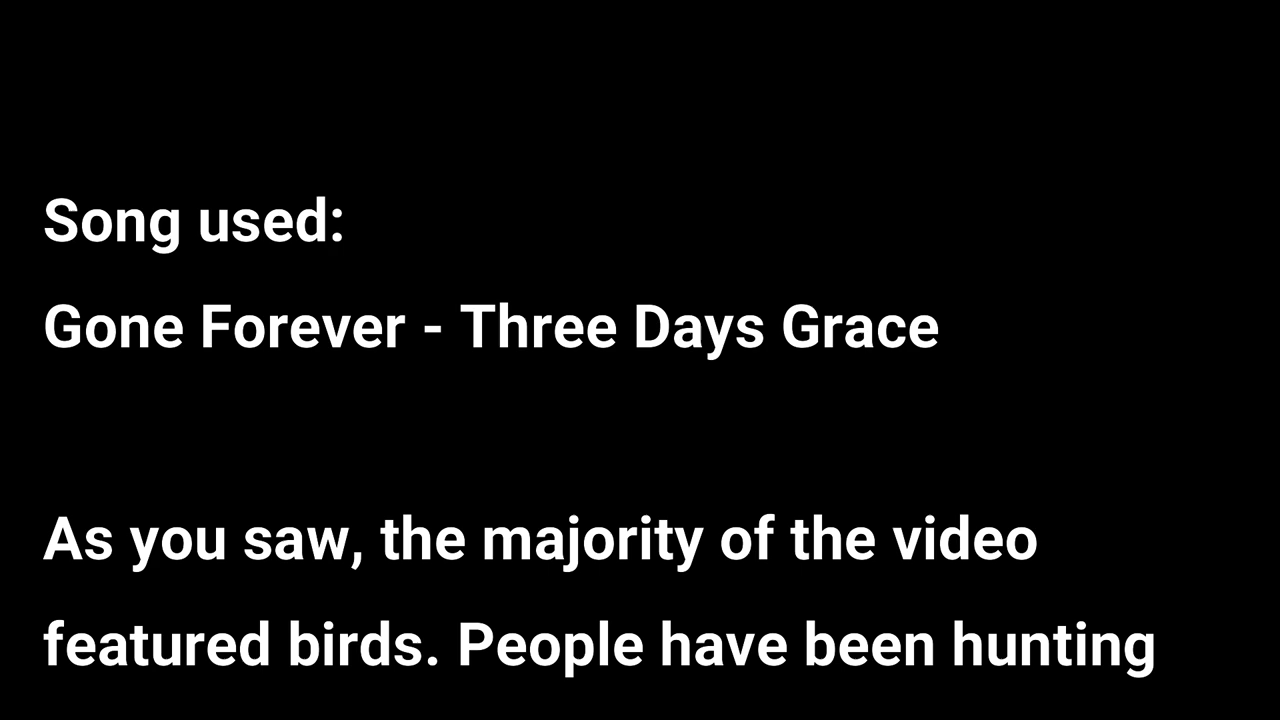 Song used:
Gone Forever - Three Days Grace
As you saw, the majority of the video
featured birds. People have been hunting